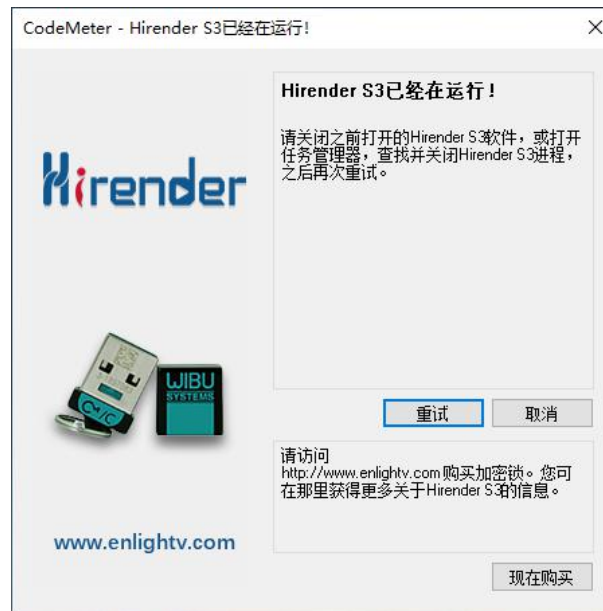 CodeMeter - Hirender S3已经在运行!
Hirender S3已经在运行!
请关闭之前打开的Hirender S3软件，或打开
任务管理器，查找并关闭Hirender S3进程，
之后再次重试。
Hirender
WIBU
SYSTEMS
重试
取消
请访问
http://www.enlightv.com 购买加密锁。您可
在那里获得更多关于Hirender S3的信息。
www.enlightv.com
现在购买